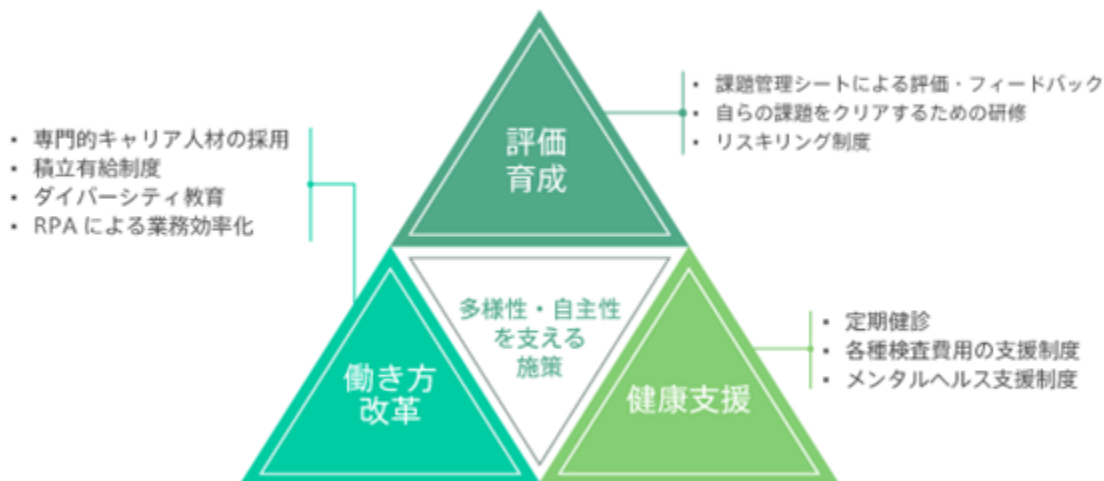 • 課題管理シートによる評価・フィードバック
• 自らの課題をクリアするための研修
• リスキリング制度
評価
育成
• 専門的キャリア人材の採用
• 積立有給制度
• ダイバーシティ教育
• RPA による業務効率化
働き方
改革
多様性・自主性
を支える
施策
健康支援
• 定期健診
• 各種検査費用の支援制度
• メンタルヘルス支援制度